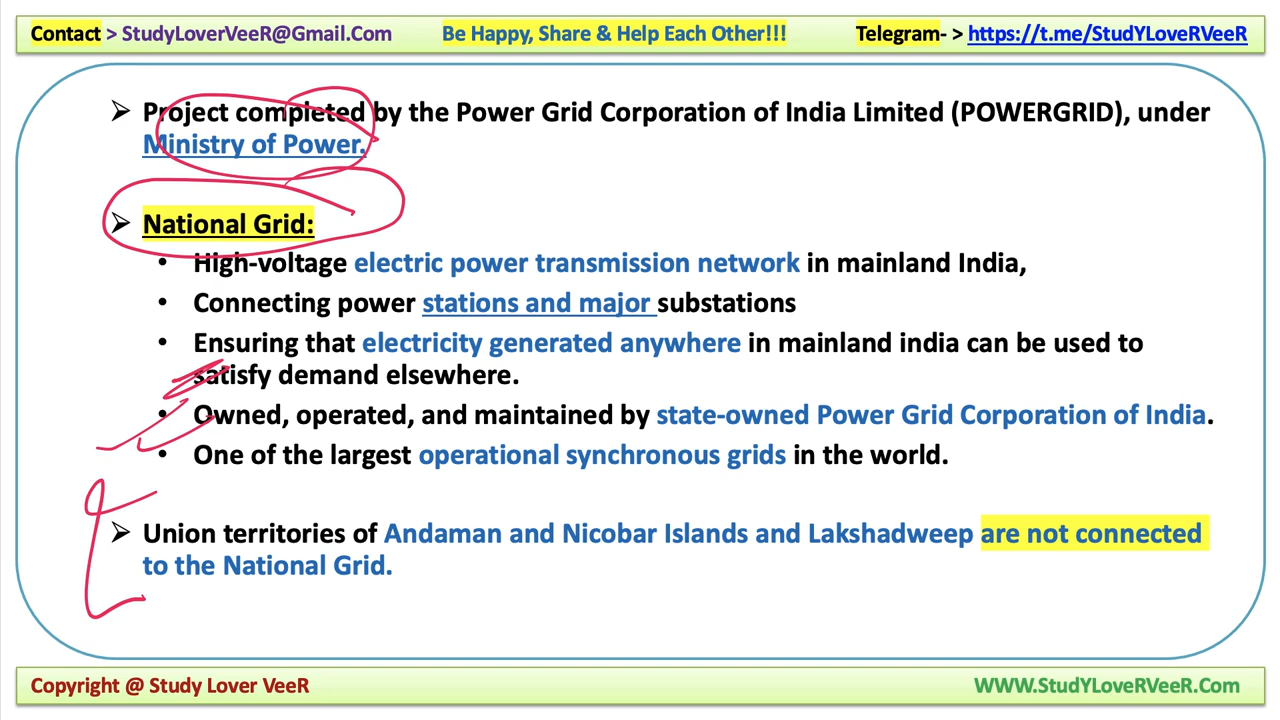 Contact > StudyLoverVeeR@Gmail.Com Be Happy, Share & Help Each Other!!! Telegram- > https://t.me/StudYLoveRVeeR
➢ Project completed by the Power Grid Corporation of India Limited (POWERGRID), under
Ministry of Power.
➢ National Grid:
• High-voltage electric power transmission network in mainland India,
• Connecting power stations and major substations
• Ensuring that electricity generated anywhere in mainland india can be used to
satisfy demand elsewhere.
• Owned, operated, and maintained by state-owned Power Grid Corporation of India.
• One of the largest operational synchronous grids in the world.
➢ Union territories of Andaman and Nicobar Islands and Lakshadweep are not connected
to the National Grid.
Copyright @ Study Lover VeeR WWW.StudYLoveRVeeR.Com